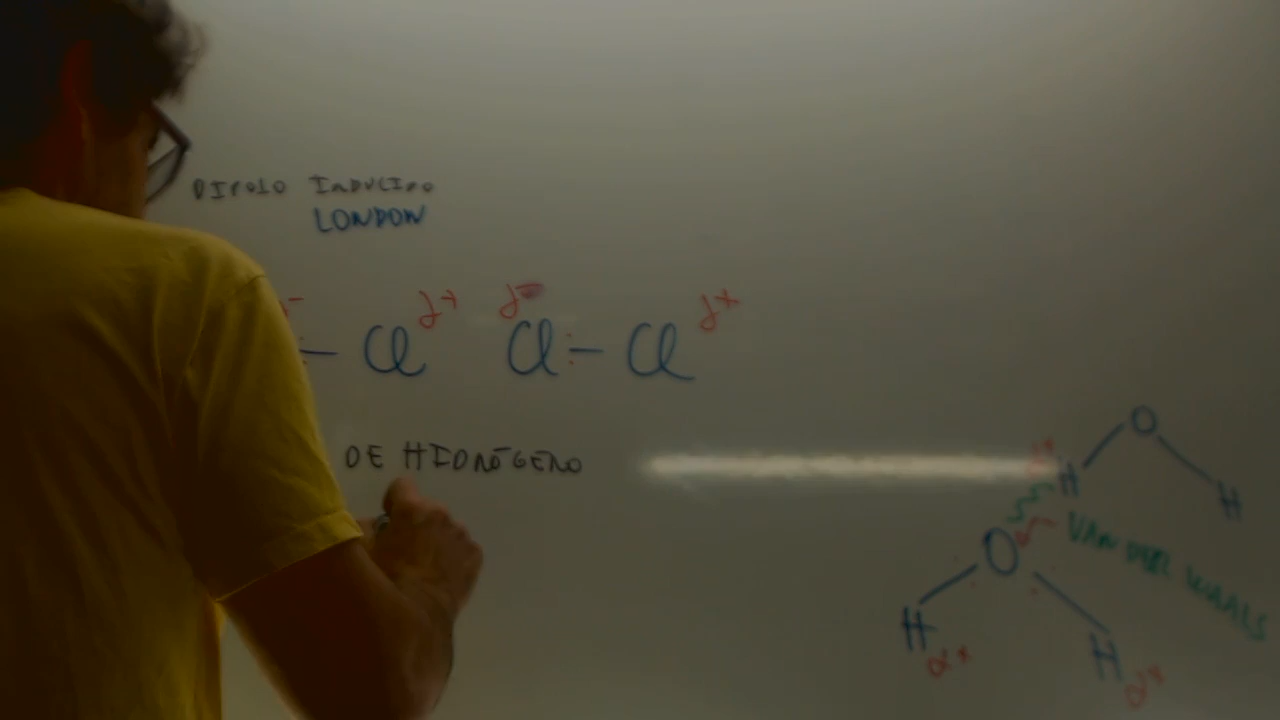 DIPOLO INDUCIDO
LONDON
δ- δ+ δ- δ+
Cl Cl — Cl
DE HIDRÓGENO
O
δ+
H H
VAN DER WAALS
O
H H
δ+ δ+